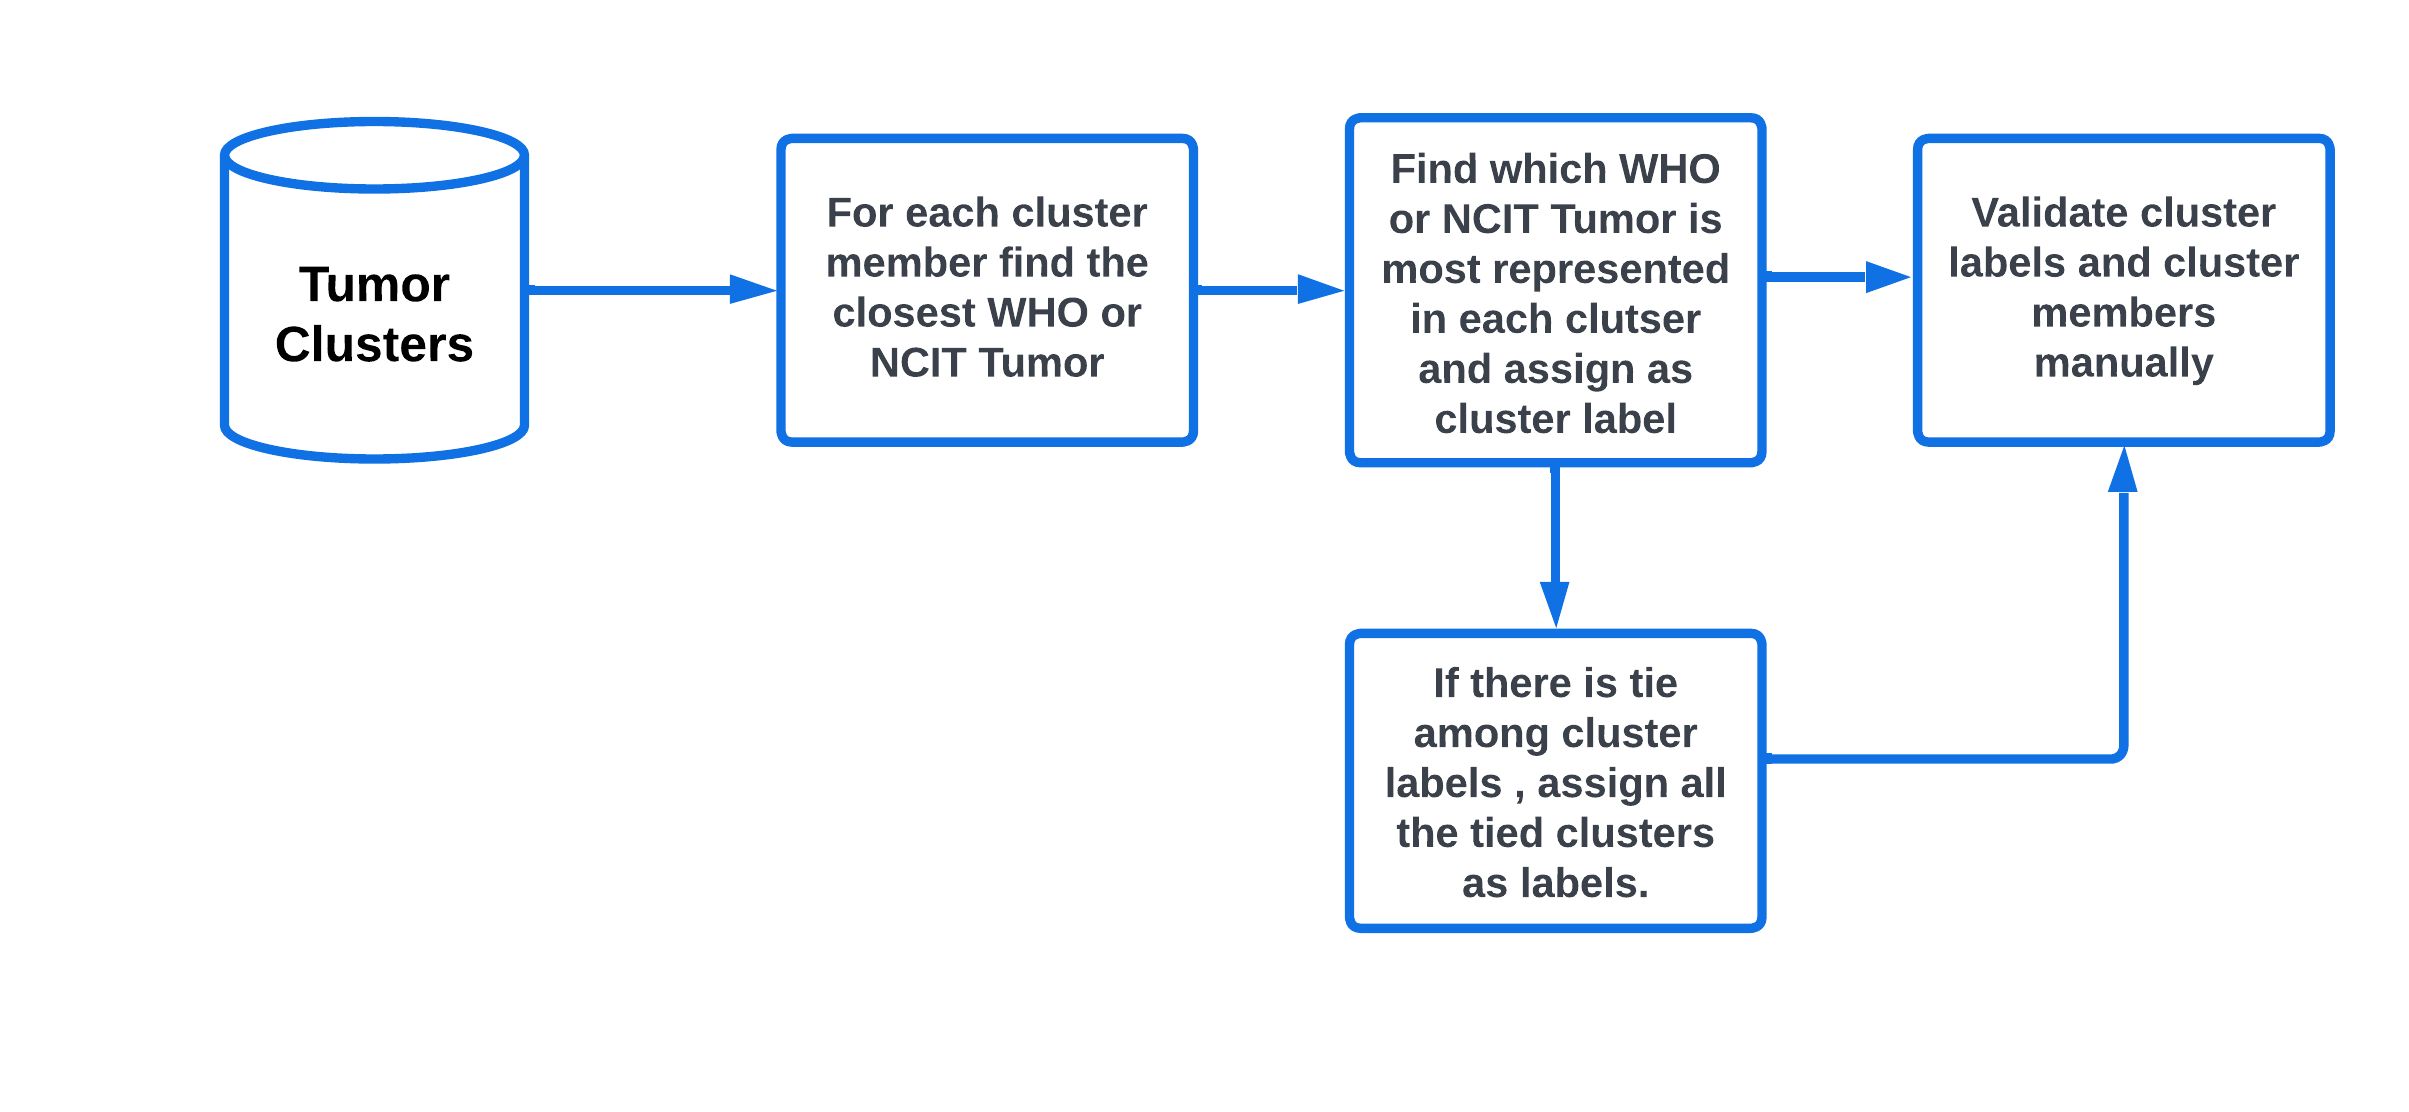 Tumor
Clusters
For each cluster
member find the
closest WHO or
NCIT Tumor
Find which WHO
or NCIT Tumor is
most represented
in each clutser
and assign as
cluster label
Validate cluster
labels and cluster
members
manually
If there is tie
among cluster
labels , assign all
the tied clusters
as labels.